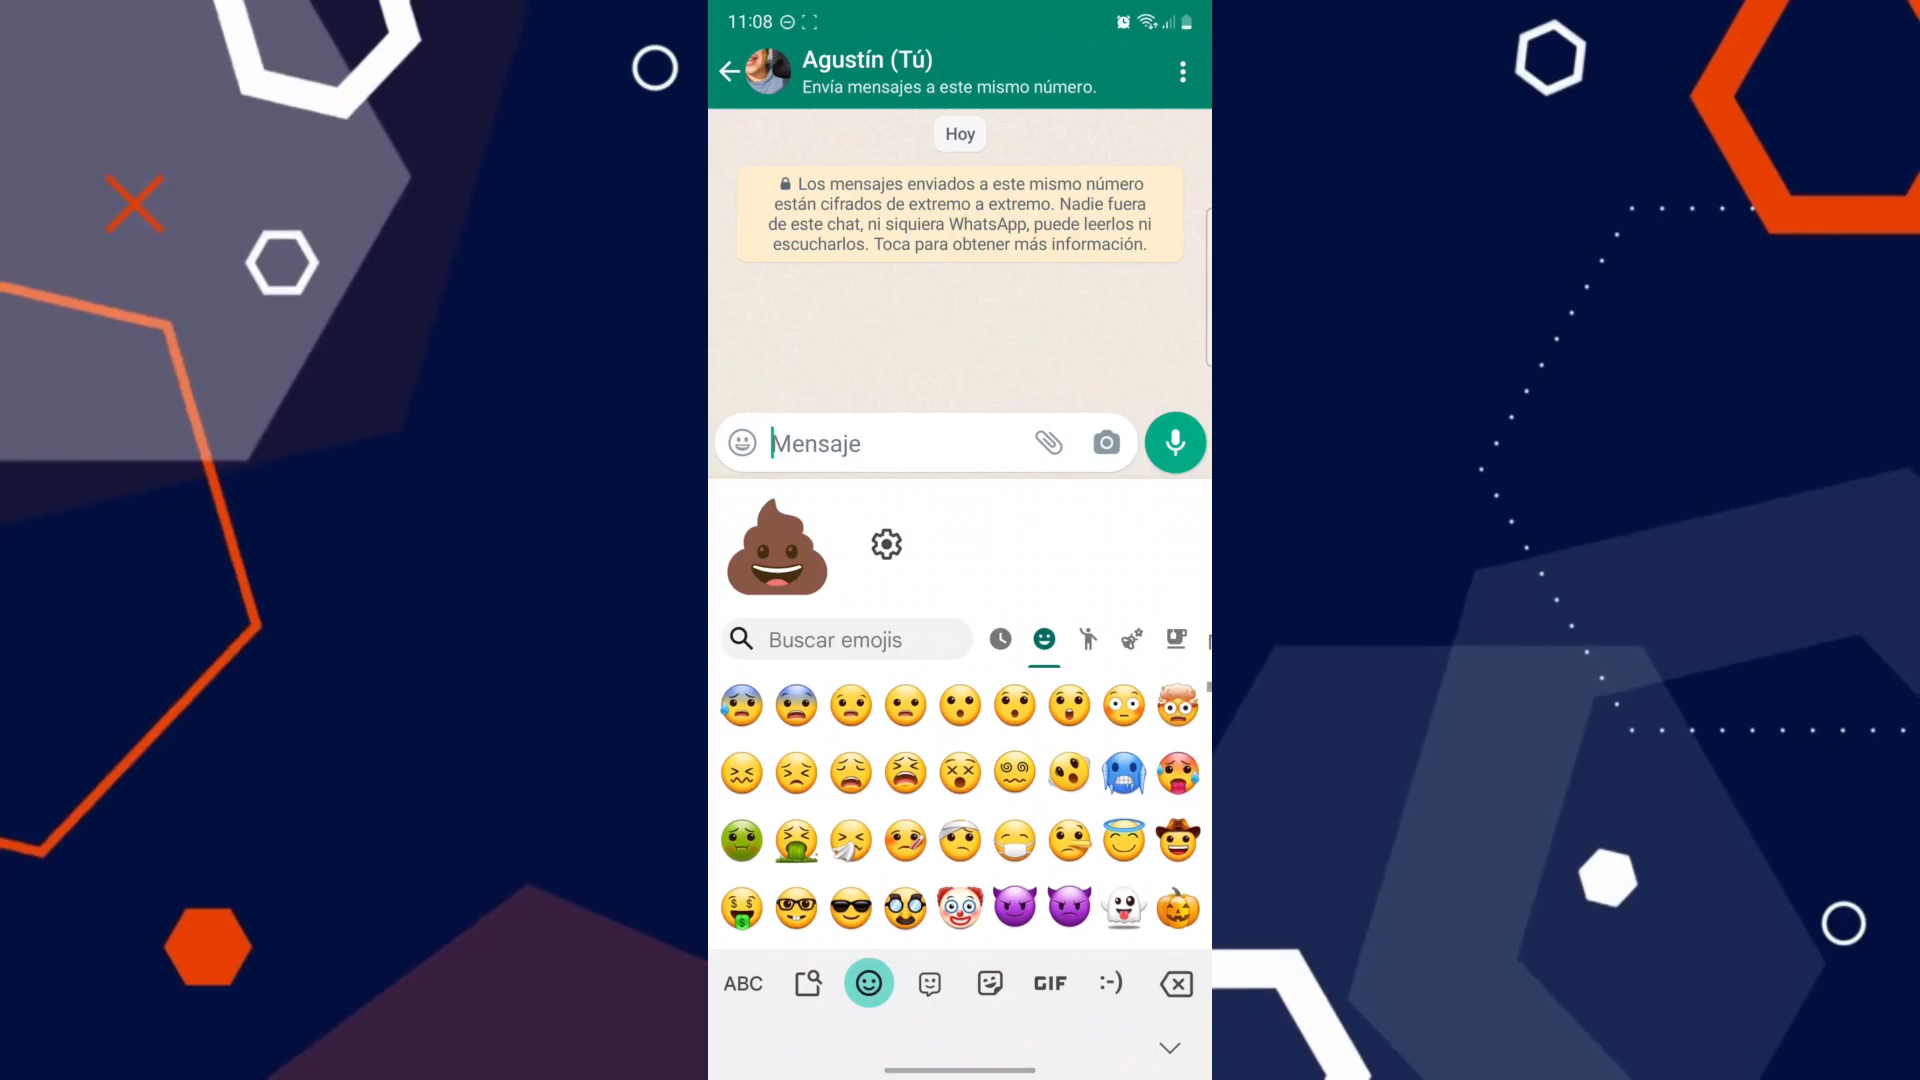 11:08
Agustín (Tú)
Envía mensajes a este mismo número.
Hoy
Los mensajes enviados a este mismo número
están cifrados de extremo a extremo. Nadie fuera
de este chat, ni siquiera WhatsApp, puede leerlos ni
escucharlos. Toca para obtener más información.
Mensaje
Buscar emojis
ABC
GIF
:-)